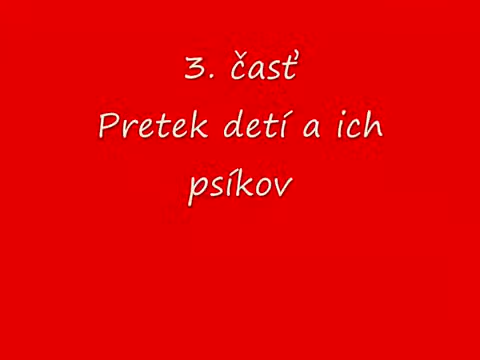 3. časť
Pretek detí a ich
psíkov